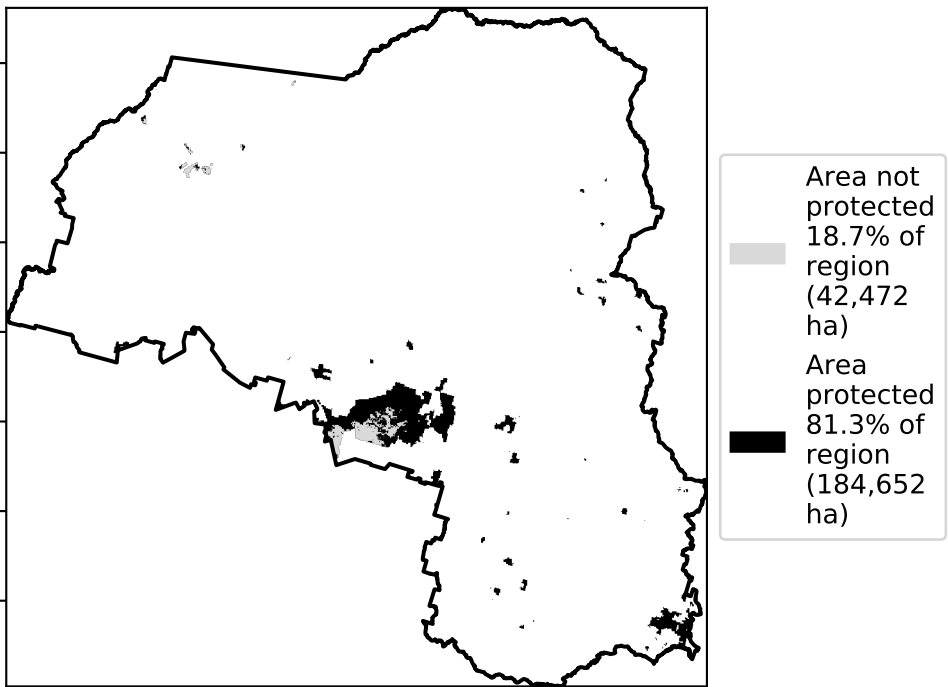 Area not
protected
18.7% of
region
(42,472
ha)
Area
protected
81.3% of
region
(184,652
ha)